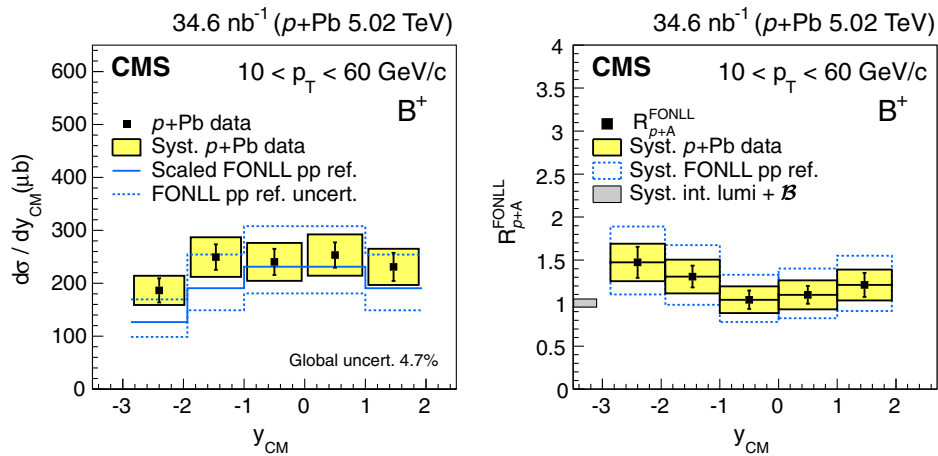 34.6 nb⁻¹ (p+Pb 5.02 TeV)
CMS
10 < p_T < 60 GeV/c
B⁺
p+Pb data
Syst. p+Pb data
Scaled FONLL pp ref.
FONLL pp ref. uncert.
Global uncert. 4.7%
dσ / dy_CM (μb)
600
500
400
300
200
100
0
-3 -2 -1 0 1 2
y_CM
34.6 nb⁻¹ (p+Pb 5.02 TeV)
CMS
10 < p_T < 60 GeV/c
B⁺
R_{p+A}^{FONLL}
Syst. p+Pb data
Syst. FONLL pp ref.
Syst. int. lumi + ℬ
R_{p+A}^{FONLL}
4
3.5
3
2.5
2
1.5
1
0.5
0
-3 -2 -1 0 1 2
y_CM